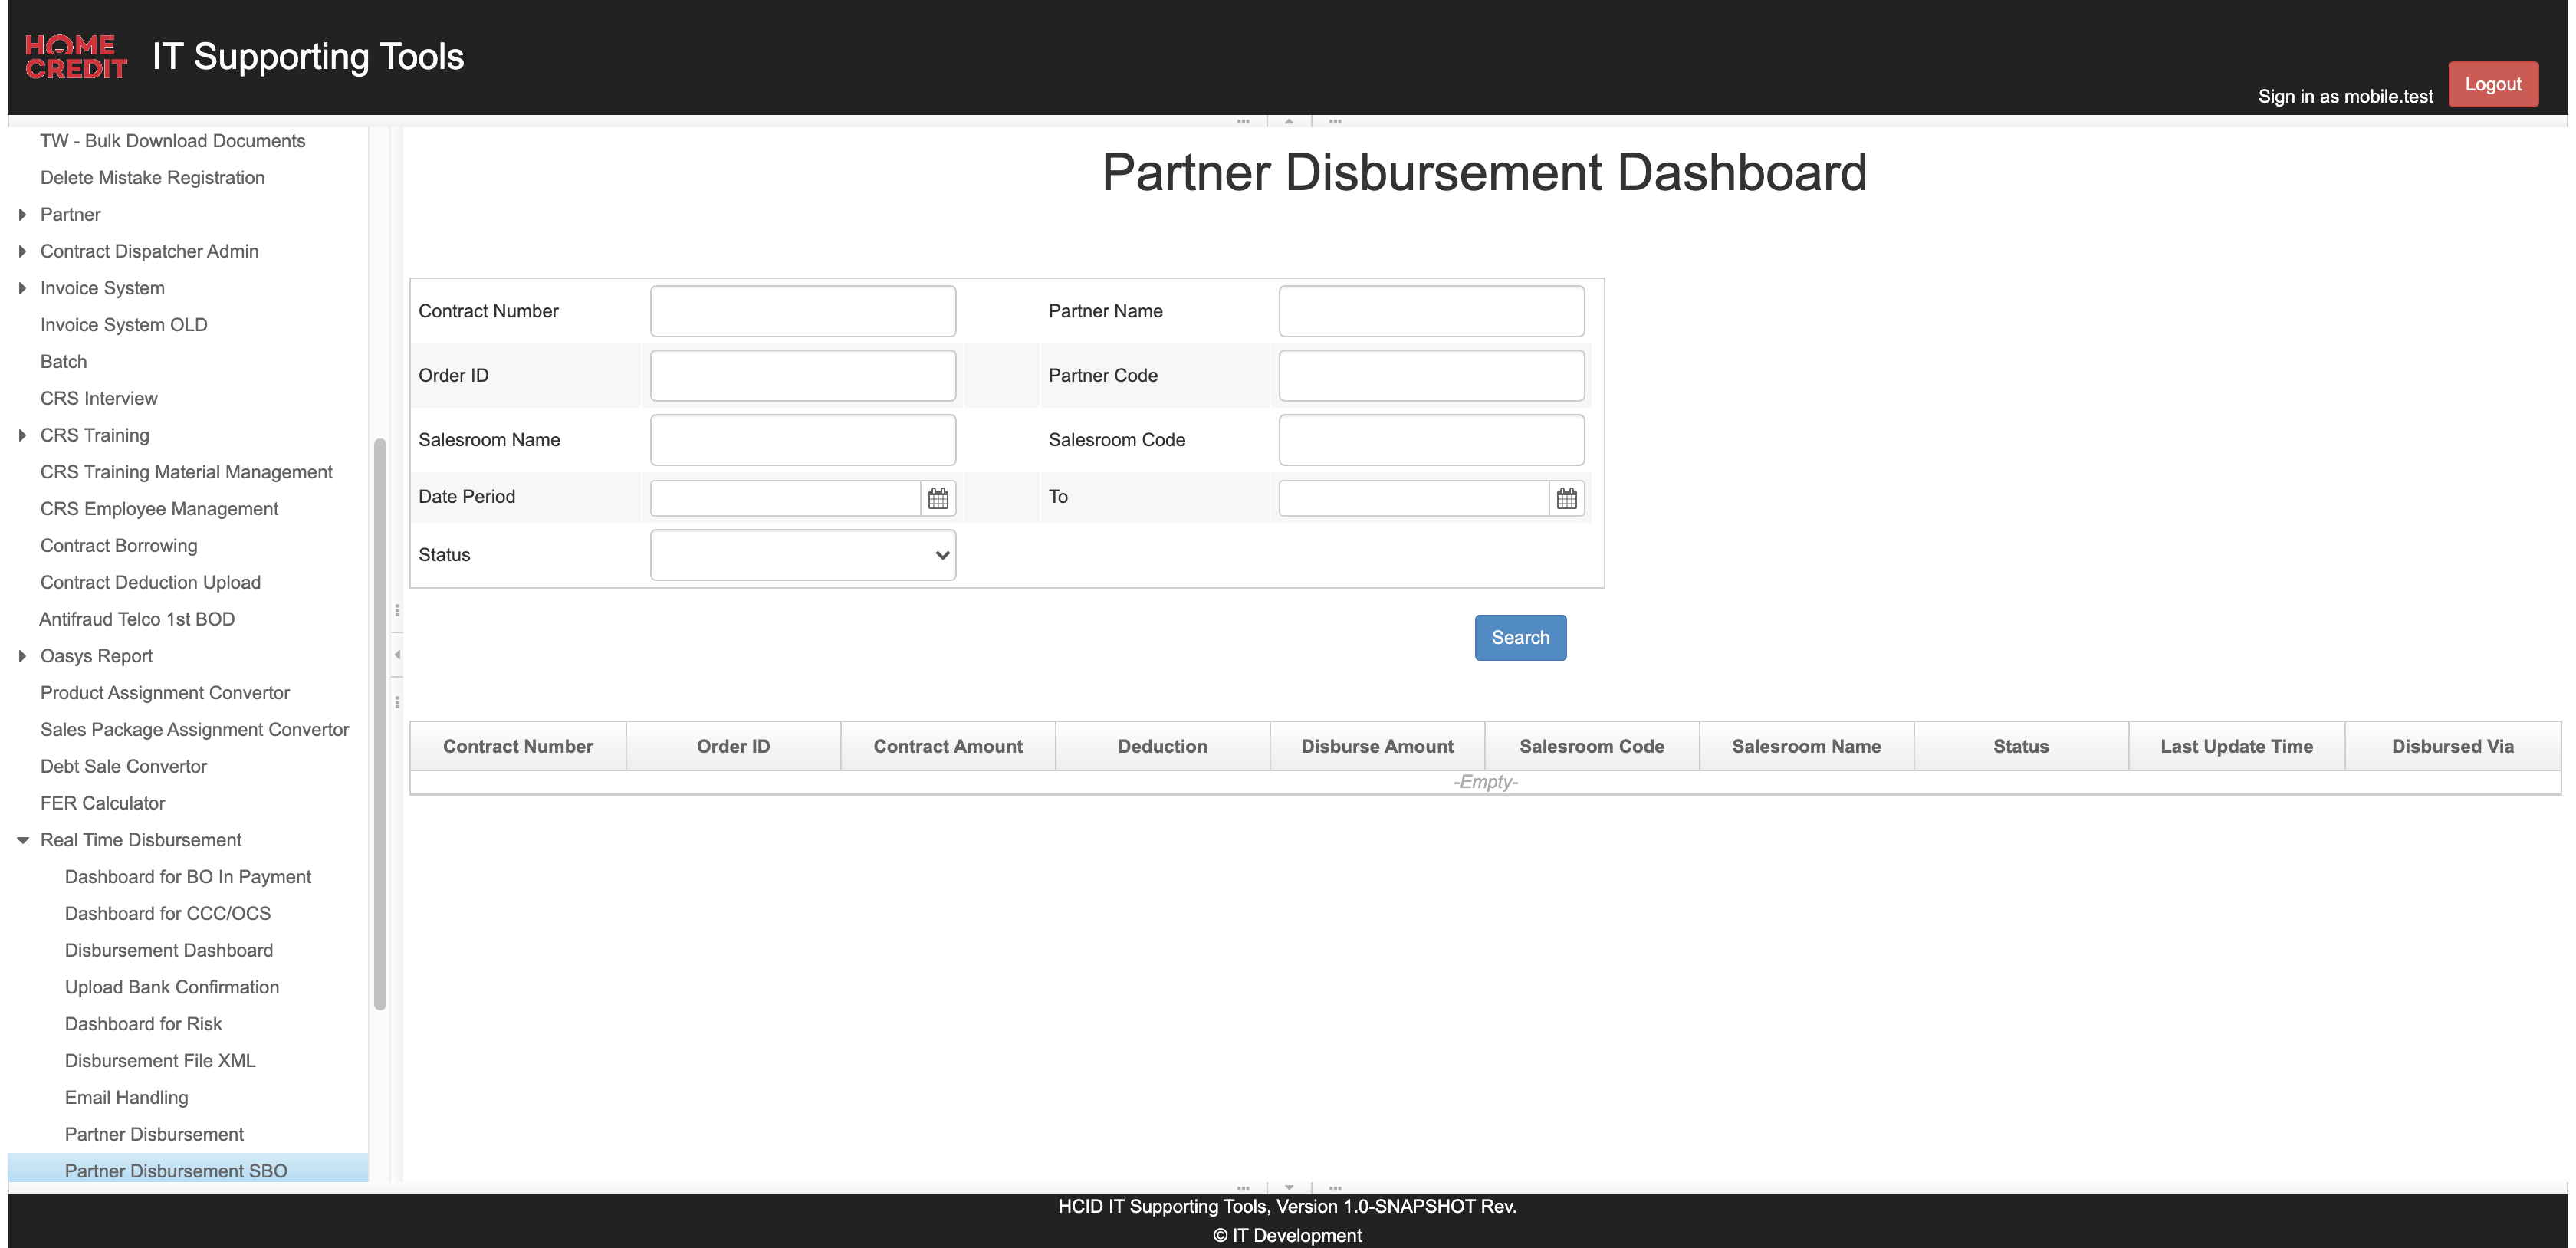 HOME
CREDIT
IT Supporting Tools
Sign in as mobile.test
Logout
TW - Bulk Download Documents
Delete Mistake Registration
Partner
Contract Dispatcher Admin
Invoice System
Invoice System OLD
Batch
CRS Interview
CRS Training
CRS Training Material Management
CRS Employee Management
Contract Borrowing
Contract Deduction Upload
Antifraud Telco 1st BOD
Oasys Report
Product Assignment Convertor
Sales Package Assignment Convertor
Debt Sale Convertor
FER Calculator
Real Time Disbursement
Dashboard for BO In Payment
Dashboard for CCC/OCS
Disbursement Dashboard
Upload Bank Confirmation
Dashboard for Risk
Disbursement File XML
Email Handling
Partner Disbursement
Partner Disbursement SBO
Partner Disbursement Dashboard
Contract Number Partner Name
Order ID Partner Code
Salesroom Name Salesroom Code
Date Period To
Status
Search
Contract Number Order ID Contract Amount Deduction Disburse Amount Salesroom Code Salesroom Name Status Last Update Time Disbursed Via
-Empty-
HCID IT Supporting Tools, Version 1.0-SNAPSHOT Rev.
© IT Development